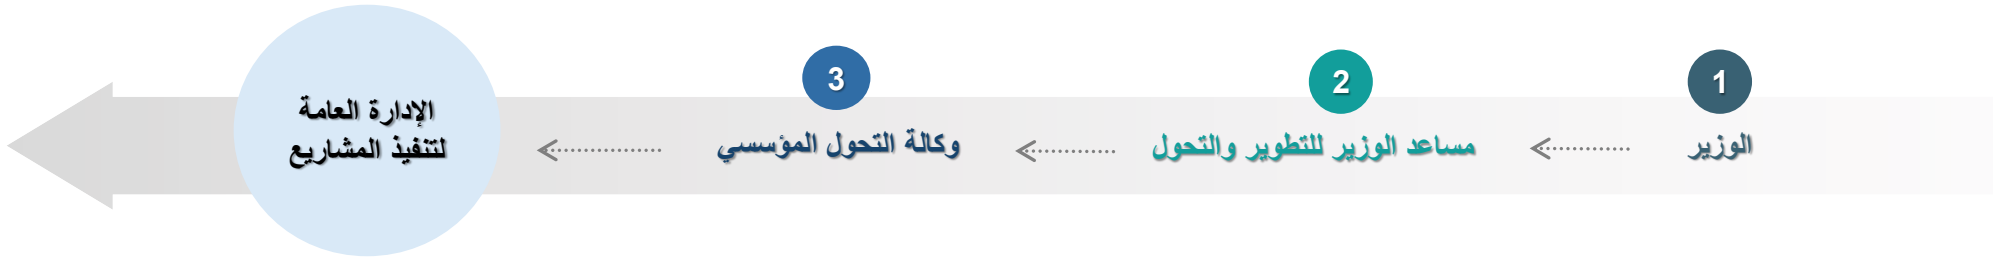 1
الوزير
2
مساعد الوزير للتطوير والتحول
3
وكالة التحول المؤسسي
الإدارة العامة
لتنفيذ المشاريع